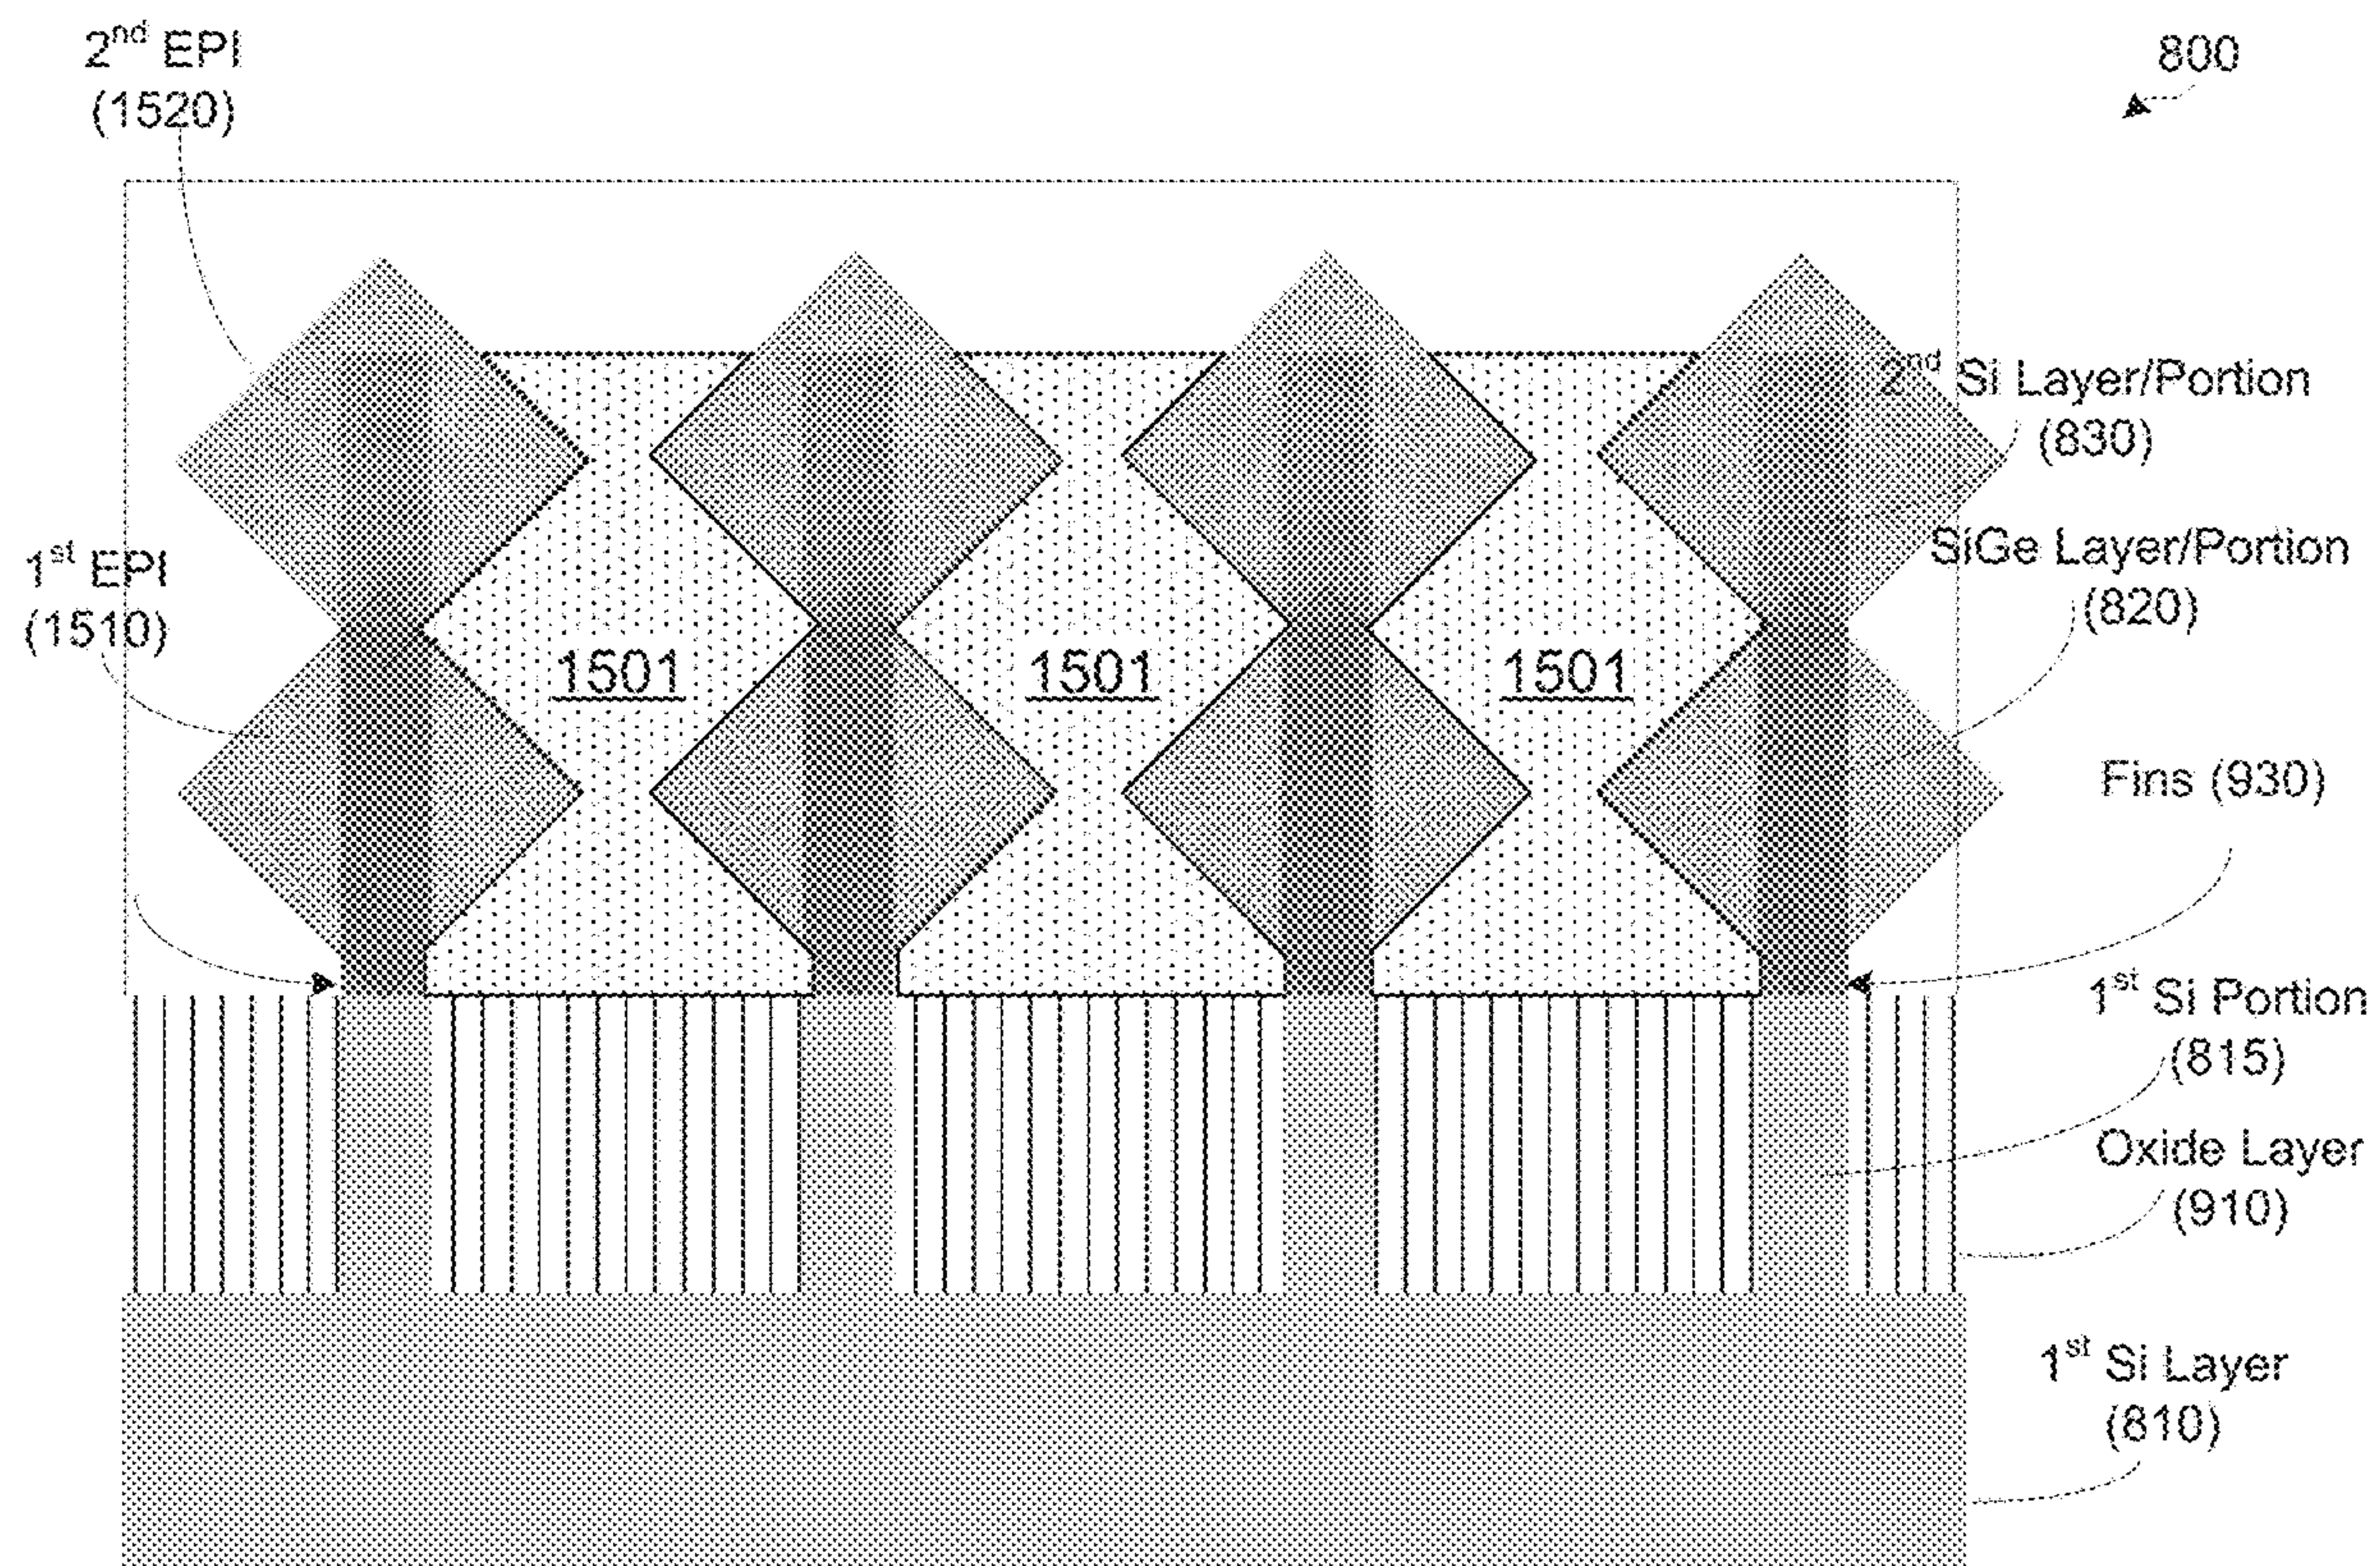 2nd EPI
(1520)
800
2nd Si Layer/Portion
(830)
SiGe Layer/Portion
(820)
1st EPI
(1510)
1501
1501
1501
Fins (930)
1st Si Portion
(815)
Oxide Layer
(910)
1st Si Layer
(810)